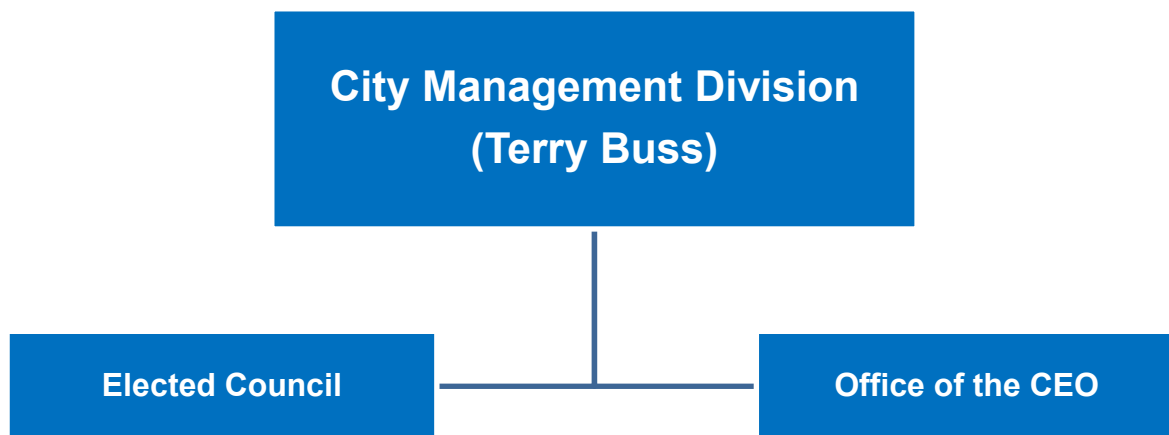 City Management Division
(Terry Buss)
Elected Council
Office of the CEO